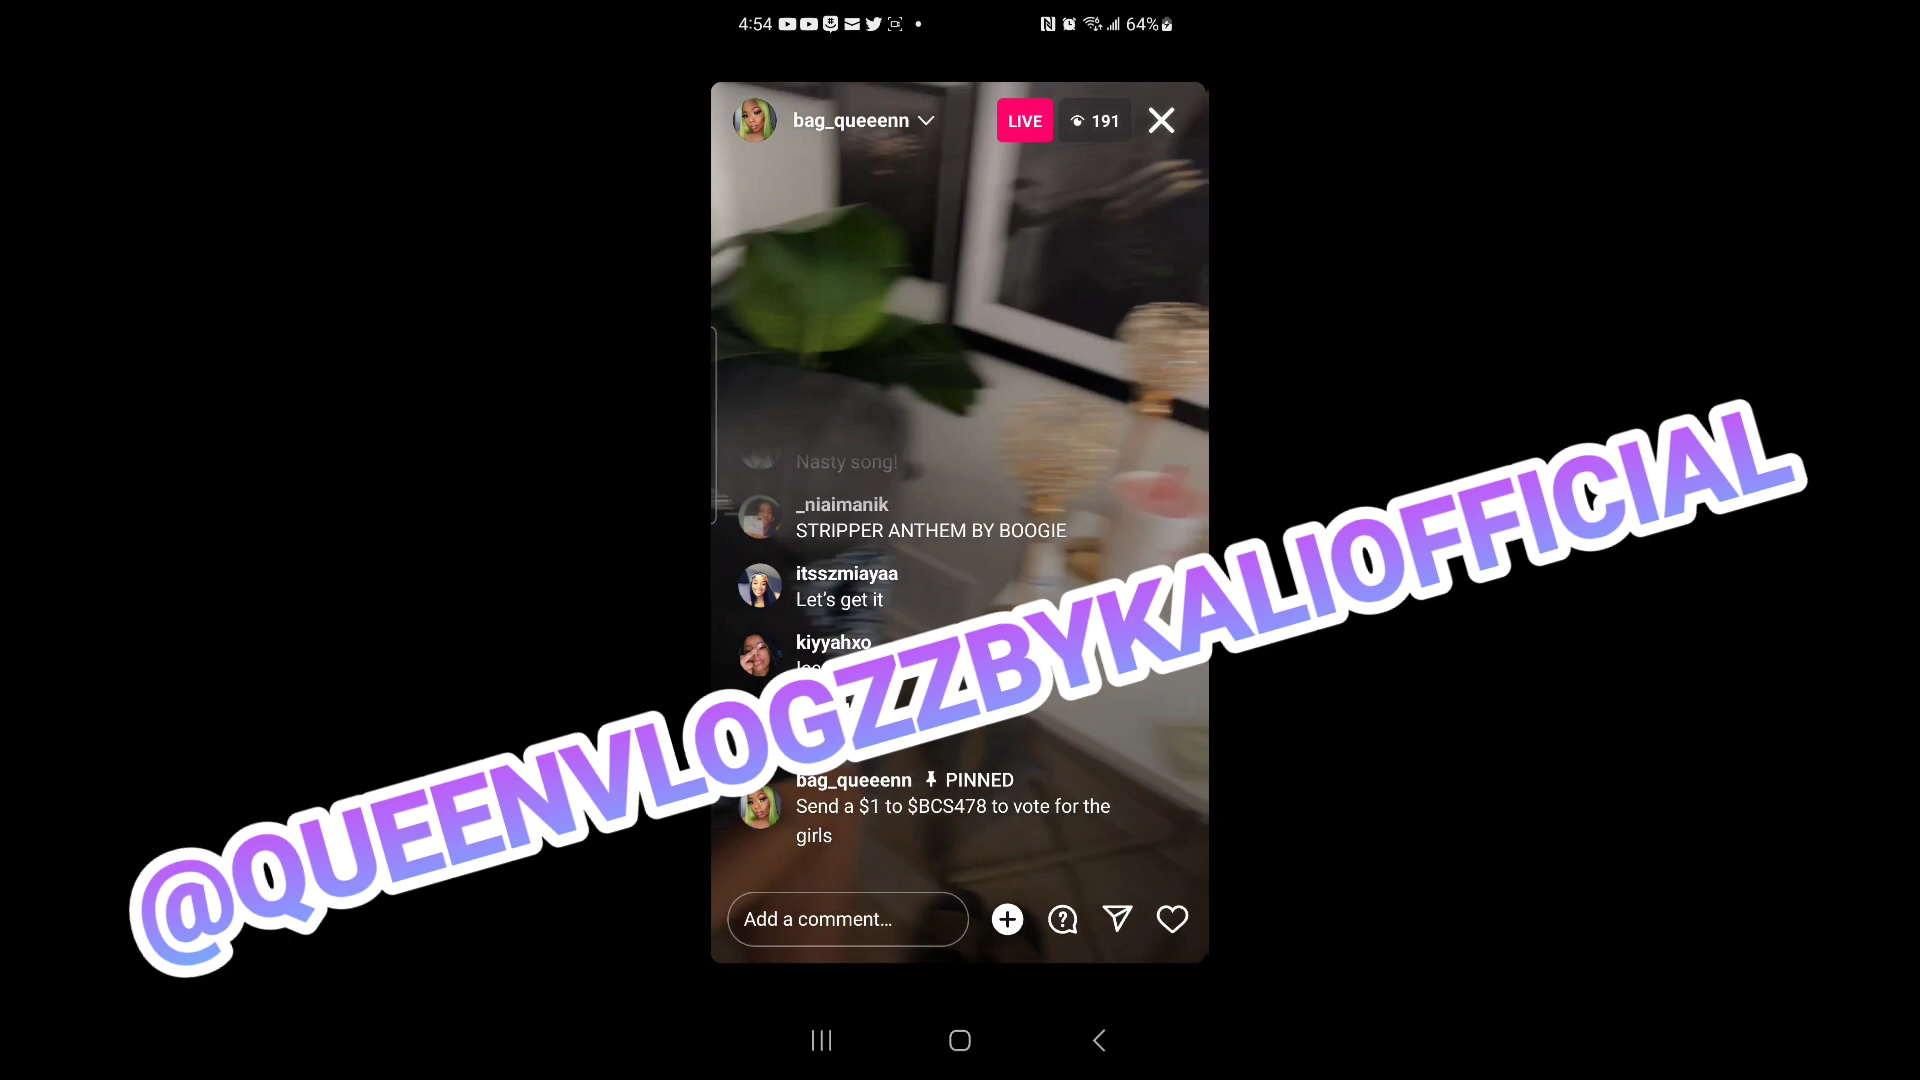 4:54
64%
bag_queeenn
LIVE
191
Nasty song!
_niaimanik
STRIPPER ANTHEM BY BOOGIE
itsszmiayaa
Let's get it
kiyyahxo
@QUEENVLOGZZBYKALIOFFICIAL
bag_queeenn PINNED
Send a $1 to $BCS478 to vote for the
girls
Add a comment...